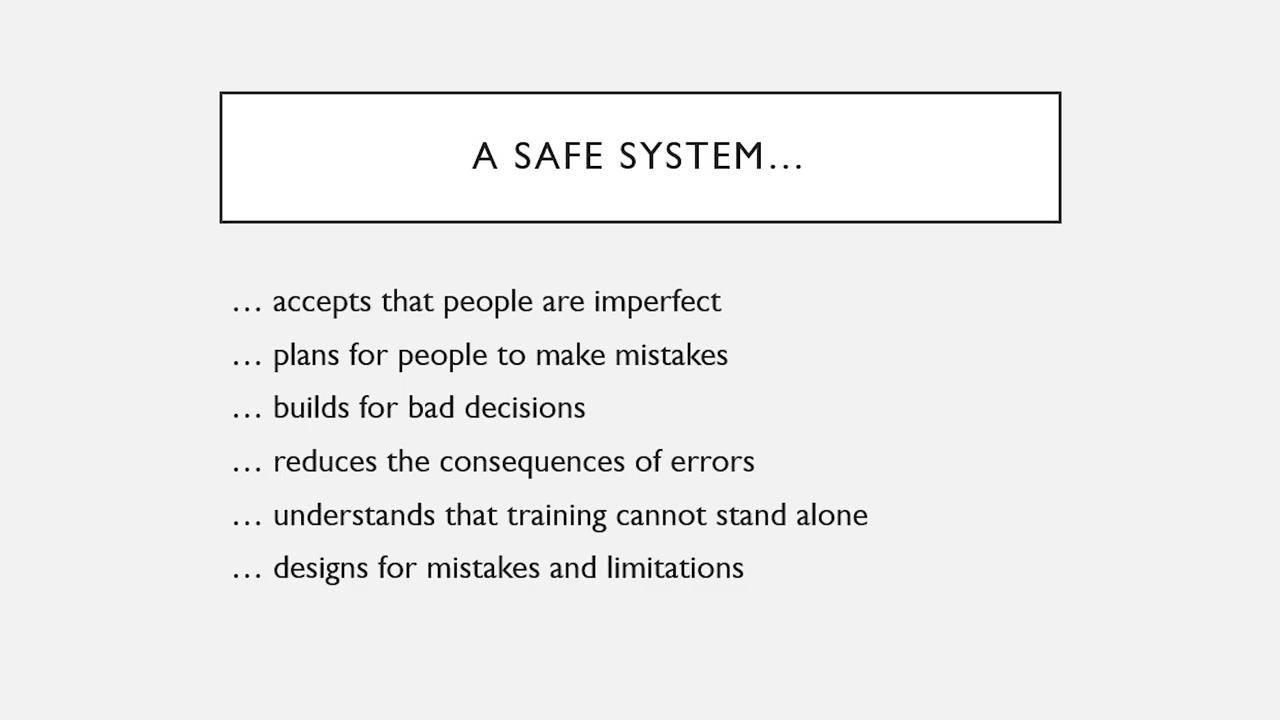 A SAFE SYSTEM…
… accepts that people are imperfect
… plans for people to make mistakes
… builds for bad decisions
… reduces the consequences of errors
… understands that training cannot stand alone
… designs for mistakes and limitations